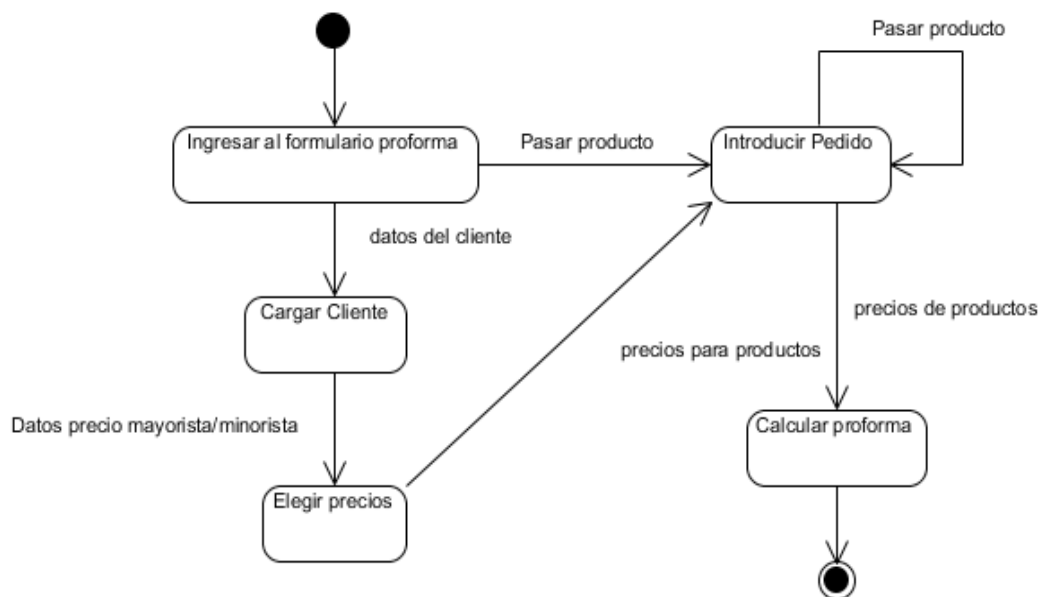 Pasar producto
Ingresar al formulario proforma
Pasar producto
Introducir Pedido
datos del cliente
Cargar Cliente
precios de productos
precios para productos
Datos precio mayorista/minorista
Calcular proforma
Elegir precios